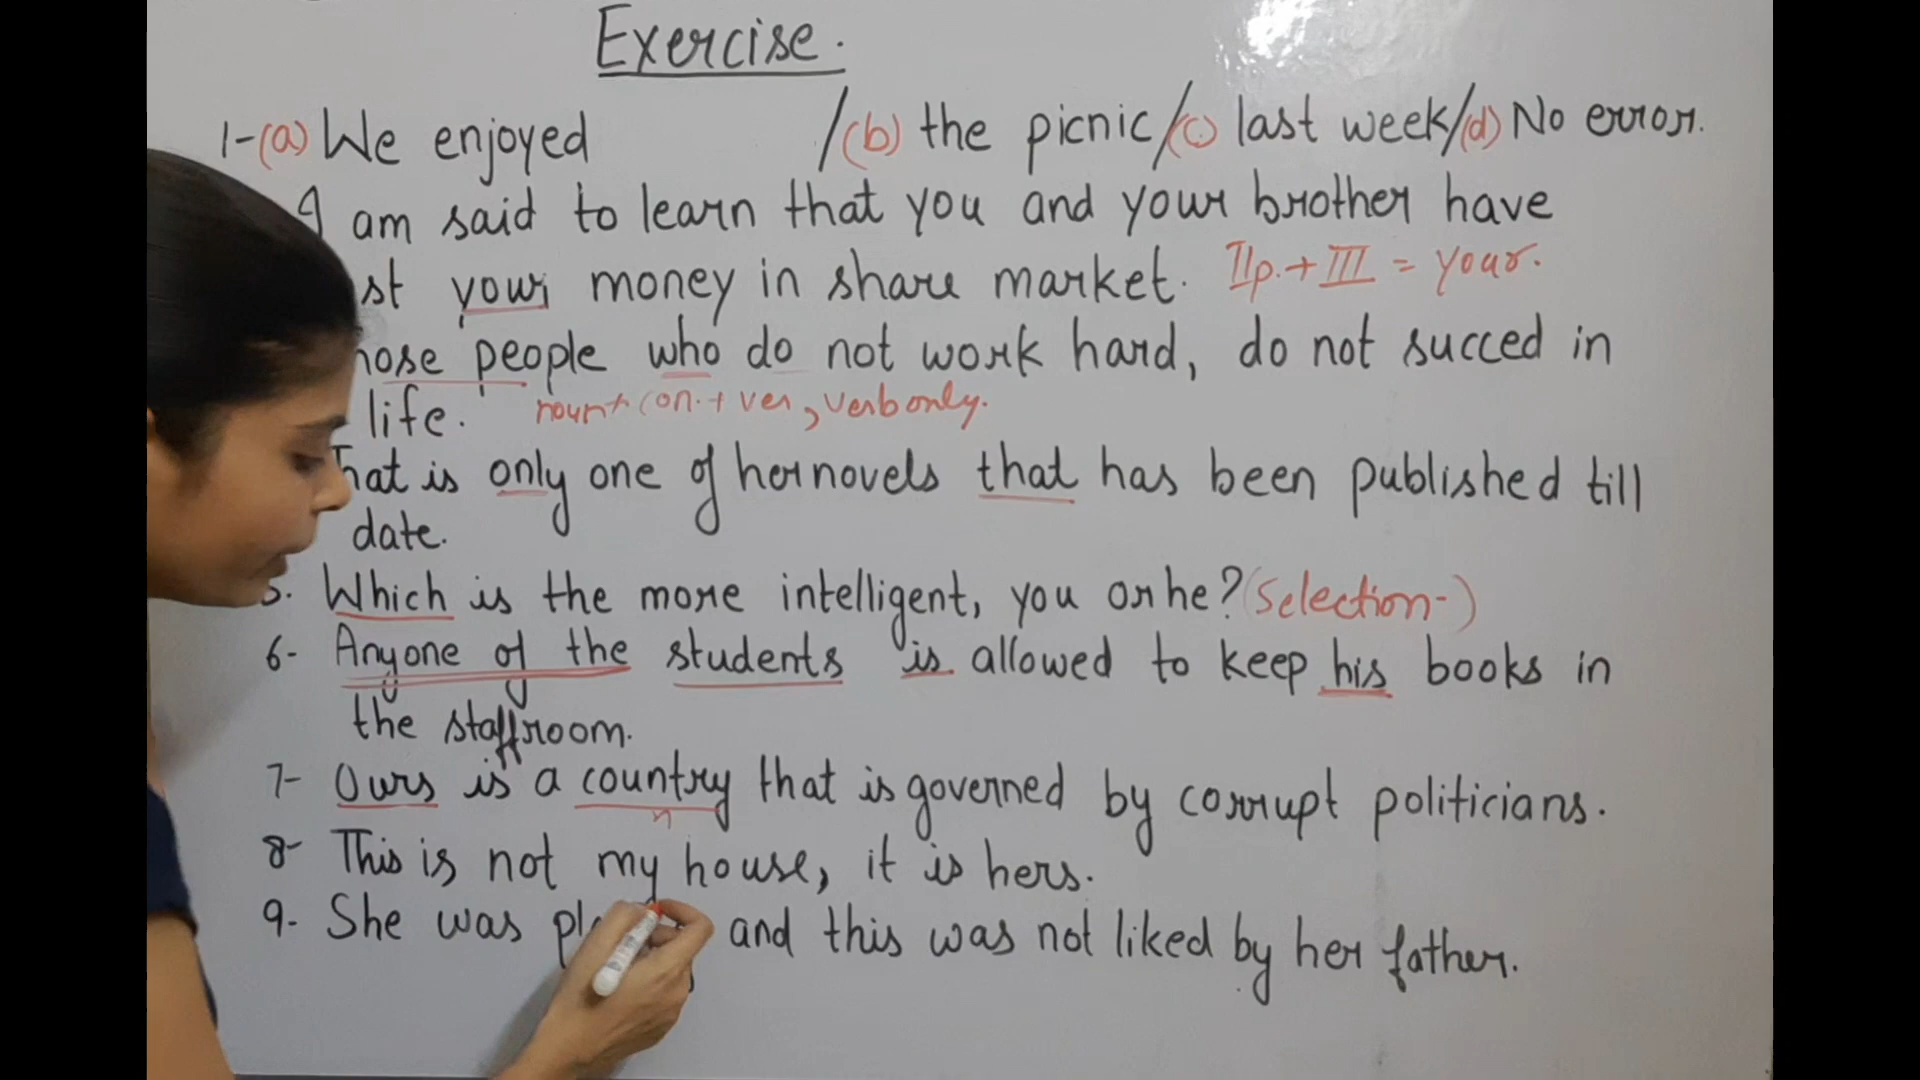 Exercise.
1-(a) We enjoyed /(b) the picnic/(c) last week/(d) No error.
I am said to learn that you and your brother have
your money in share market. IIp.+III = your.
people who do not work hard, do not succed in
life. noun+con.+ver, verb only.
is only one of her novels that has been published till
date.
5. Which is the more intelligent, you or he? (Selection-)
6- Anyone of the students is allowed to keep his books in
the staffroom.
7- Ours is a country that is governed by corrupt politicians.
n
8- This is not my house, it is hers.
9- She was and this was not liked by her father.